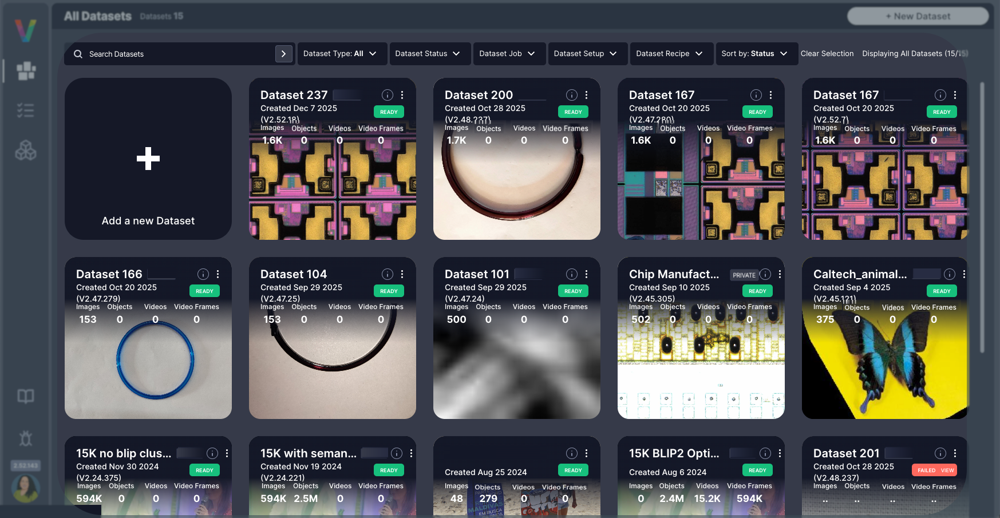 All Datasets Datasets 15
+ New Dataset
Search Datasets
Dataset Type: All
Dataset Status
Dataset Job
Dataset Setup
Dataset Recipe
Sort by: Status
Clear Selection
Displaying All Datasets (15/15)
Add a new Dataset
Dataset 237
Created Dec 7 2025
READY
(V2.52.18)
Images Objects Videos Video Frames
1.6K 0 0 0
Dataset 200
Created Oct 28 2025
READY
(V2.48.237)
Images Objects Videos Video Frames
1.7K 0 0 0
Dataset 167
Created Oct 20 2025
READY
(V2.47.280)
Images Objects Videos Video Frames
1.6K 0 0 0
Dataset 167
Created Oct 20 2025
READY
(V2.52.7)
Images Objects Videos Video Frames
1.6K 0 0 0
Dataset 166
Created Oct 20 2025
READY
(V2.47.279)
Images Objects Videos Video Frames
153 0 0 0
Dataset 104
Created Sep 29 2025
READY
(V2.47.25)
Images Objects Videos Video Frames
153 0 0 0
Dataset 101
Created Sep 29 2025
READY
(V2.47.24)
Images Objects Videos Video Frames
500 0 0 0
Chip Manufact... PRIVATE
Created Sep 10 2025
READY
(V2.45.305)
Images Objects Videos Video Frames
502 0 0 0
Caltech_animal...
Created Sep 4 2025
READY
(V2.45.121)
Images Objects Videos Video Frames
375 0 0 0
15K no blip clus...
Created Nov 30 2024
READY
(V2.24.375)
Images Objects Videos Video Frames
594K 0 0 0
15K with seman...
Created Nov 19 2024
READY
(V2.24.221)
Images Objects Videos Video Frames
594K 2.5M 0 0
Created Aug 25 2024
READY
Images Objects Videos Video Frames
48 279 0 0
MALDIVAS
EM BUSCA
15K BLIP2 Opti...
Created Aug 6 2024
READY
Images Objects Videos Video Frames
0 2.4M 15.2K 594K
Dataset 201
Created Oct 28 2025
FAILED VIEW
(V2.48.237)
Images Objects Videos Video Frames
.. .. .. ..
2.52.143